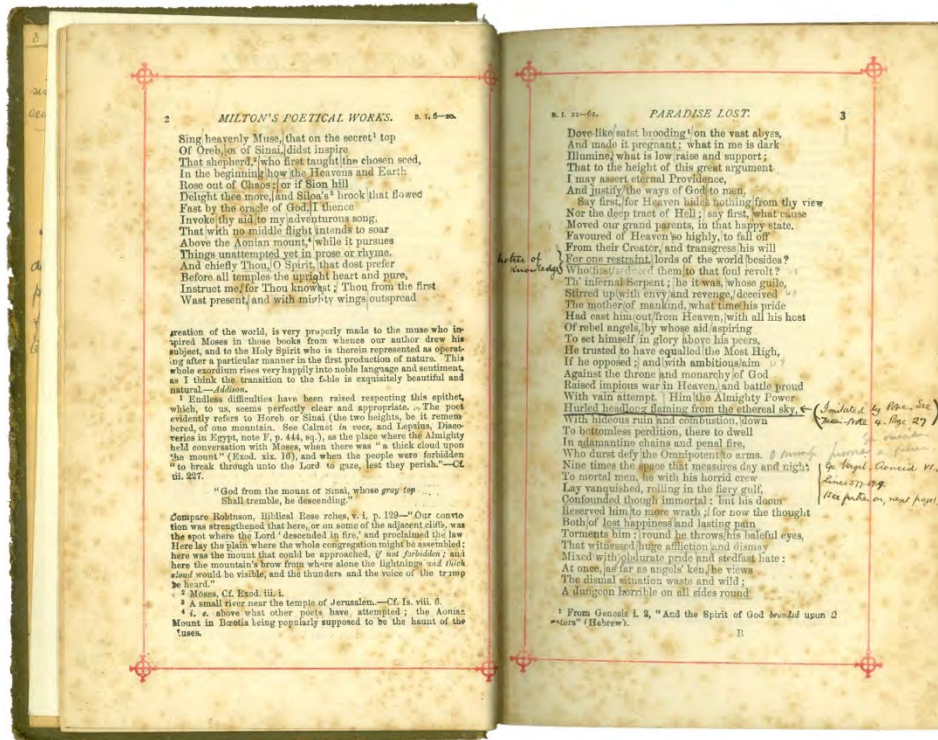 2 MILTON'S POETICAL WORKS. B. I. 6—20.
Sing heavenly Muse, that on the secret¹ top
Of Oreb, or of Sinai, didst inspire
That shepherd,² who first taught the chosen seed,
In the beginning how the Heavens and Earth
Rose out of Chaos; or if Sion hill
Delight thee more, and Siloa's³ brook that flowed
Fast by the oracle of God, I thence
Invoke thy aid to my adventurous song,
That with no middle flight intends to soar
Above the Aonian mount,⁴ while it pursues
Things unattempted yet in prose or rhyme.
And chiefly Thou, O Spirit, that dost prefer
Before all temples the upright heart and pure,
Instruct me, for Thou knowest; Thou from the first
Wast present, and with mighty wings outspread
creation of the world, is very properly made to the muse who in-
spired Moses in those books from whence our author drew his
subject, and to the Holy Spirit who is therein represented as operat-
ing after a particular manner in the first production of nature. This
whole exordium rises very happily into noble language and sentiment,
as I think the transition to the fable is exquisitely beautiful and
natural.—Addison.
¹ Endless difficulties have been raised respecting this epithet,
which, to us, seems perfectly clear and appropriate. The poet
evidently refers to Horeb or Sinai (the two heights, be it remem
bered, of one mountain. See Calmet in voce, and Lepsius, Disco-
veries in Egypt, note F, p. 444, sq.), as the place where the Almighty
held conversation with Moses, when there was "a thick cloud upon
the mount" (Exod. xix. 16), and when the people were forbidden
"to break through unto the Lord to gaze, lest they perish."—Cf.
tii. 227.
"God from the mount of Sinai, whose gray top
Shall tremble, he descending."
Compare Robinson, Biblical Rese rches, v. i, p. 129—"Our convic
tion was strengthened that here, or on some of the adjacent cliffs, was
the spot where the Lord 'descended in fire,' and proclaimed the law
Here lay the plain where the whole congregation might be assembled;
here was the mount that could be approached, if not forbidden; and
here the mountain's brow from where alone the lightnings and thick
cloud would be visible, and the thunders and the voice of the trump
be heard."
² Moses, Cf. Exod. iii. i.
³ A small river near the temple of Jerusalem.—Cf. Is. viii. 6.
⁴ i. e. above what other poets have attempted; the Aonian
Mount in Bœotia being popularly supposed to be the haunt of the
uses.
B. I. 21—61. PARADISE LOST. 3
Dove-like satst brooding¹ on the vast abyss,
And made it pregnant; what in me is dark
Illumine, what is low raise and support;
That to the height of this great argument
I may assert eternal Providence,
And justify the ways of God to men.
Say first, for Heaven hides nothing from thy view
Nor the deep tract of Hell; say first, what cause
Moved our grand parents, in that happy state,
Favoured of Heaven so highly, to fall off
From their Creator, and transgress his will
For one restraint, lords of the world besides?
Who first seduced them to that foul revolt?
Th' infernal Serpent; he it was, whose guile,
Stirred up with envy and revenge, deceived
The mother of mankind, what time his pride
Had cast him out from Heaven, with all his host
Of rebel angels, by whose aid aspiring
To set himself in glory above his peers,
He trusted to have equalled the Most High,
If he opposed; and with ambitious aim
Against the throne and monarchy of God
Raised impious war in Heaven, and battle proud
With vain attempt. Him the Almighty Power
Hurled headlong flaming from the ethereal sky,
With hideous ruin and combustion, down
To bottomless perdition, there to dwell
In adamantine chains and penal fire,
Who durst defy the Omnipotent to arms.
Nine times the space that measures day and night
To mortal men, he with his horrid crew
Lay vanquished, rolling in the fiery gulf,
Confounded though immortal: but his doom
Reserved him to more wrath; for now the thought
Both of lost happiness and lasting pain
Torments him: round he throws his baleful eyes,
That witnessed huge affliction and dismay
Mixed with obdurate pride and stedfast hate:
At once, as far as angels' ken, he views
The dismal situation waste and wild;
A dungeon horrible on all sides round
¹ From Genesis i. 2, "And the Spirit of God brooded upon
waters" (Hebrew).
B
knowledge
Imitated by Pope. See
Note 4. Page 27
Cp. Virgil. Aeneid VI.
Lines 577-
next page